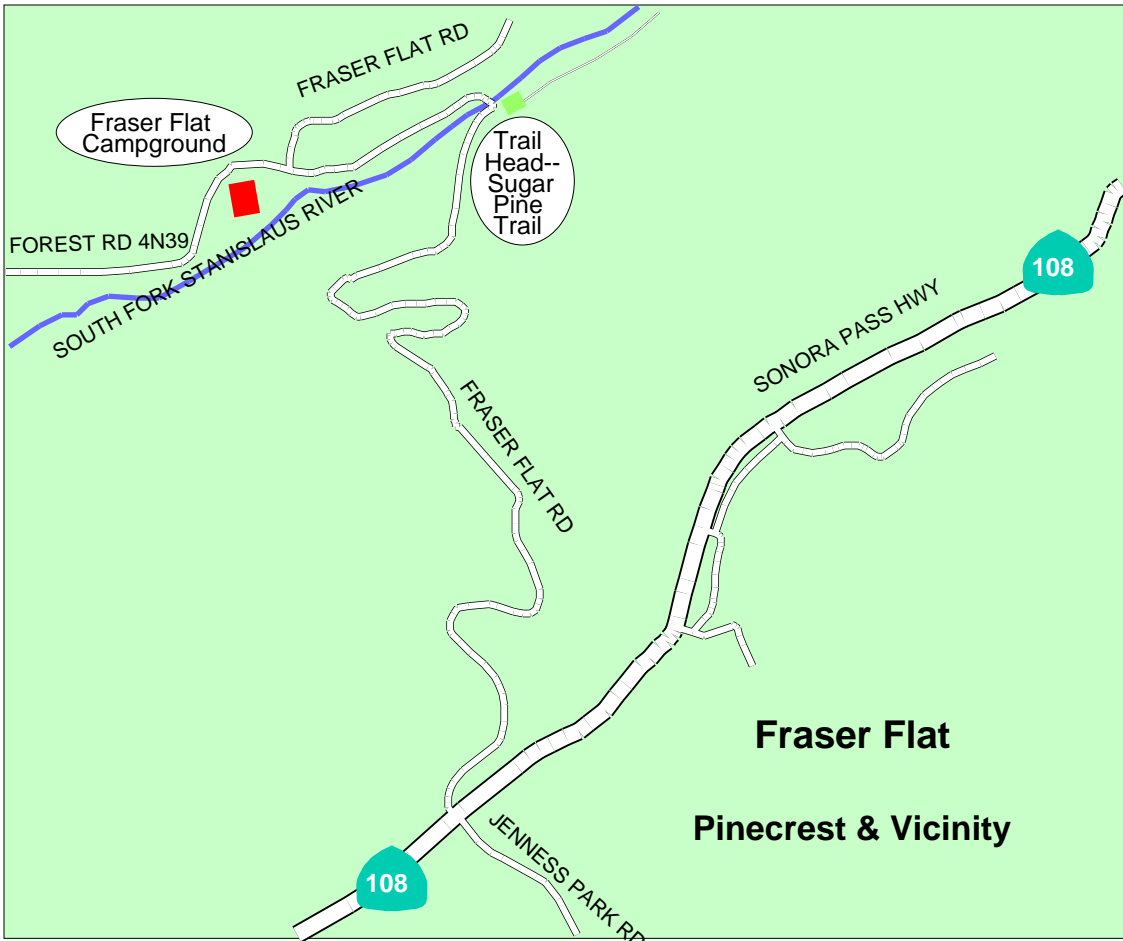 FRASER FLAT RD
Fraser Flat
Campground
Trail
Head--
Sugar
Pine
Trail
FOREST RD 4N39
SOUTH FORK STANISLAUS RIVER
108
SONORA PASS HWY
FRASER FLAT RD
Fraser Flat
Pinecrest & Vicinity
JENNESS PARK RD
108